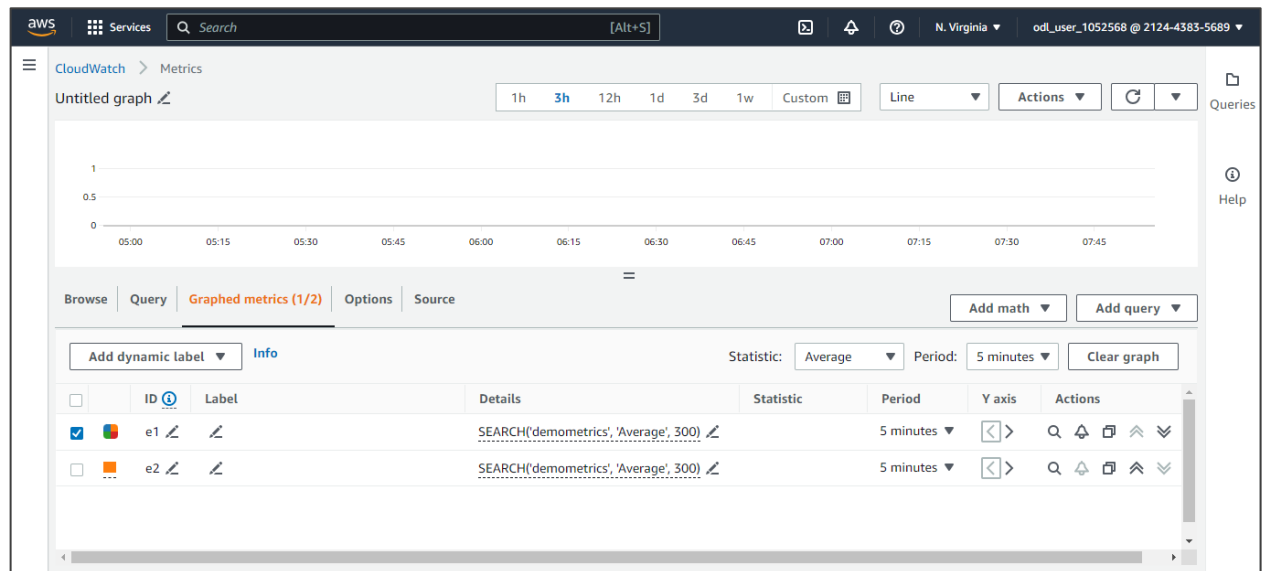 aws Services Search [Alt+S] N. Virginia odl_user_1052568 @ 2124-4383-5689
CloudWatch > Metrics
Untitled graph 1h 3h 12h 1d 3d 1w Custom Line Actions
Queries
Help
1
0.5
0
05:00 05:15 05:30 05:45 06:00 06:15 06:30 06:45 07:00 07:15 07:30 07:45
Browse Query Graphed metrics (1/2) Options Source Add math Add query
Add dynamic label Info Statistic: Average Period: 5 minutes Clear graph
ID Label Details Statistic Period Y axis Actions
e1 SEARCH('demometrics', 'Average', 300) 5 minutes
e2 SEARCH('demometrics', 'Average', 300) 5 minutes